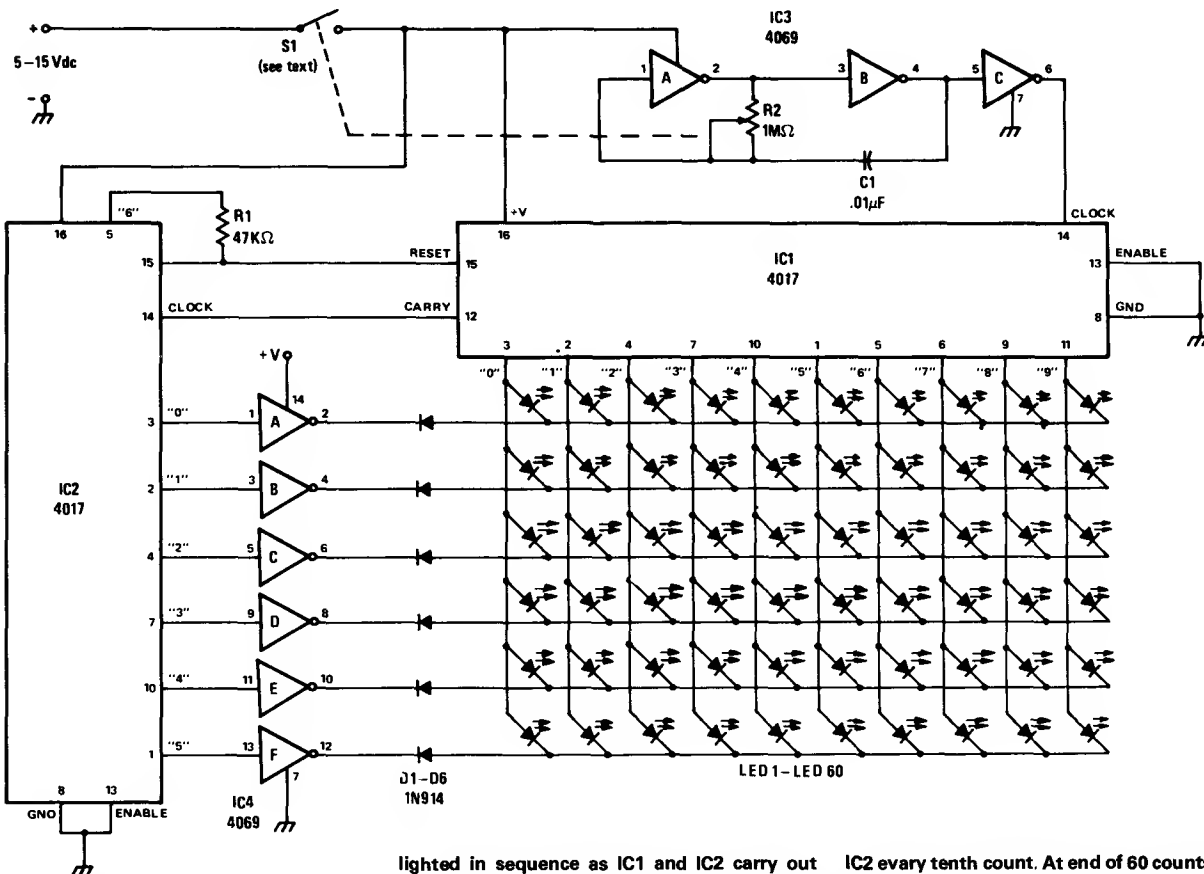 IC3
4069
+
5–15 Vdc
-
S1
(see text)
1 A 2
3 B 4
5 C 6
7
R2
1MΩ
C1
.01µF
"6"
16 5
R1
47KΩ
+V
16
CLOCK
14
15
RESET
15
IC1
4017
13 ENABLE
14 CLOCK
CARRY
12
8 GND
3 2 4 7 10 1 5 6 9 11
"0" "1" "2" "3" "4" "5" "6" "7" "8" "9"
+V
14
3 "0" 1 A 2
IC2
4017
2 "1" 3 B 4
4 "2" 5 C 6
7 "3" 9 D 8
10 "4" 11 E 10
1 "5" 13 F 12
7
8 13
GNO ENABLE
IC4
4069
D1–D6
1N914
LED 1–LED 60
lighted in sequence as IC1 and IC2 carry out
IC2 evary tenth count. At end of 60 count